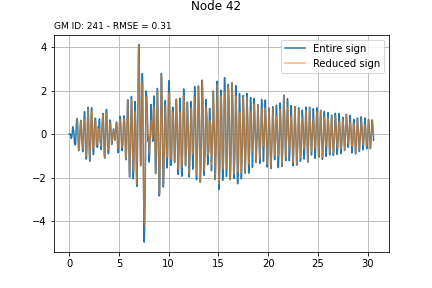 Node 42
GM ID: 241 - RMSE = 0.31
Entire sign
Reduced sign
4
2
0
−2
−4
0 5 10 15 20 25 30